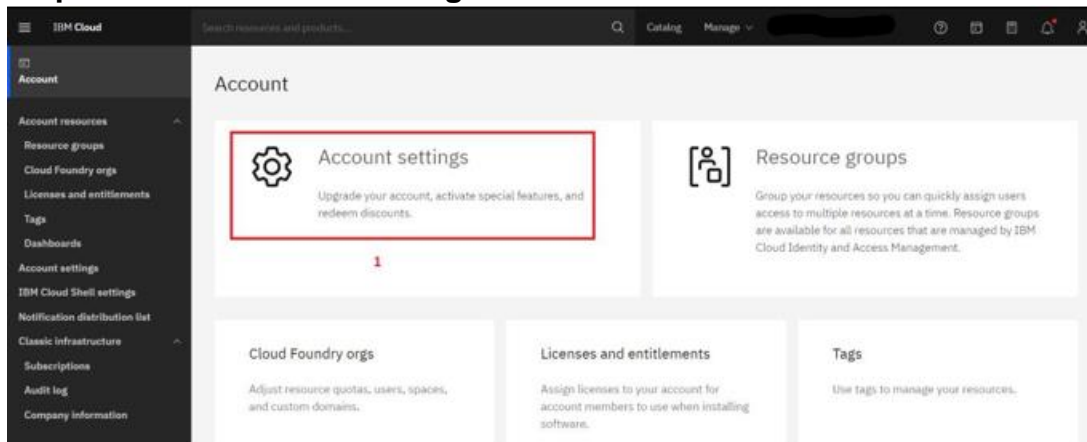 IBM Cloud
Search resources and products...
Catalog
Manage
Account
Account resources
Resource groups
Cloud Foundry orgs
Licenses and entitlements
Tags
Dashboards
Account settings
IBM Cloud Shell settings
Notification distribution list
Classic infrastructure
Subscriptions
Audit log
Company information
Account
Account settings
Upgrade your account, activate special features, and
redeem discounts.
1
Resource groups
Group your resources so you can quickly assign users
access to multiple resources at a time. Resource groups
are available for all resources that are managed by IBM
Cloud Identity and Access Management.
Cloud Foundry orgs
Adjust resource quotas, users, spaces,
and custom domains.
Licenses and entitlements
Assign licenses to your account for
account members to use when installing
software.
Tags
Use tags to manage your resources.